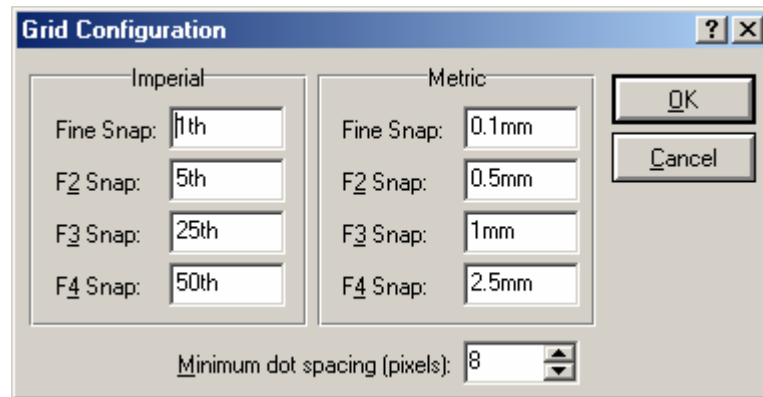 Grid Configuration
Imperial
Fine Snap: 1th
F2 Snap: 5th
F3 Snap: 25th
F4 Snap: 50th
Metric
Fine Snap: 0.1mm
F2 Snap: 0.5mm
F3 Snap: 1mm
F4 Snap: 2.5mm
OK
Cancel
Minimum dot spacing (pixels): 8